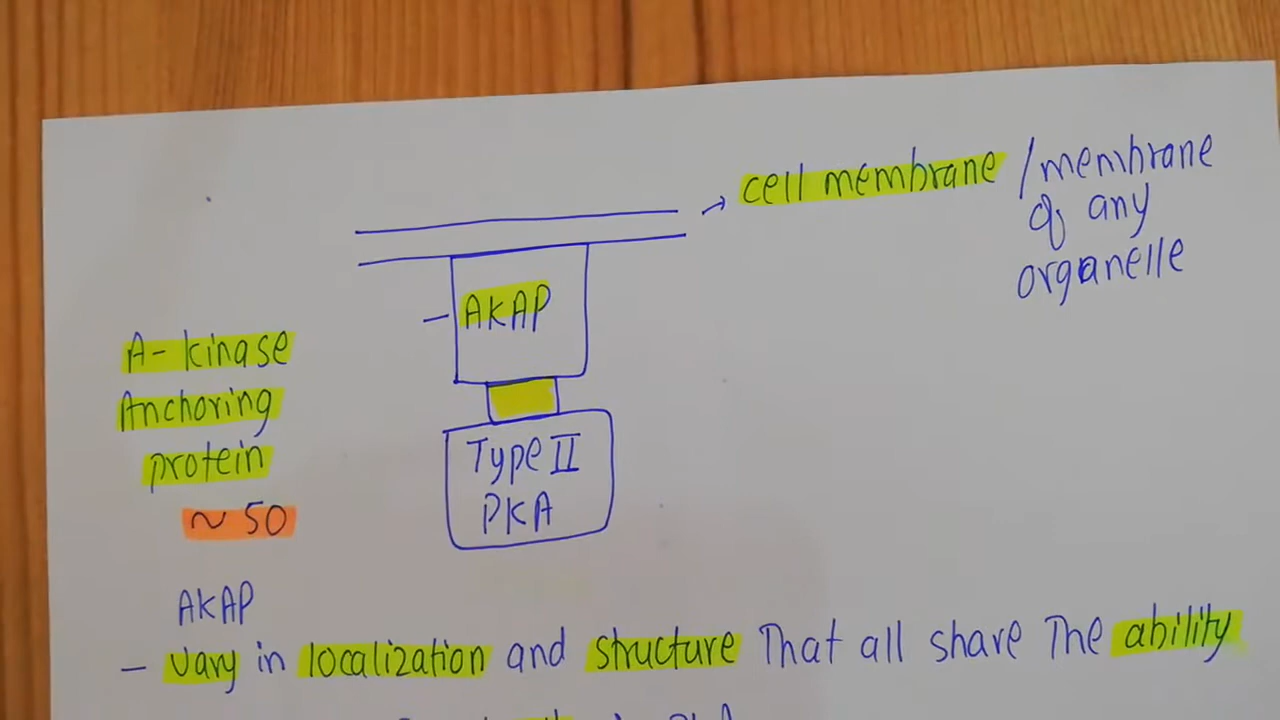 cell membrane / membrane
of any
organelle
AKAP
A-kinase
Anchoring
protein
~ 50
Type II
PKA
AKAP
- vary in localization and structure That all share The ability